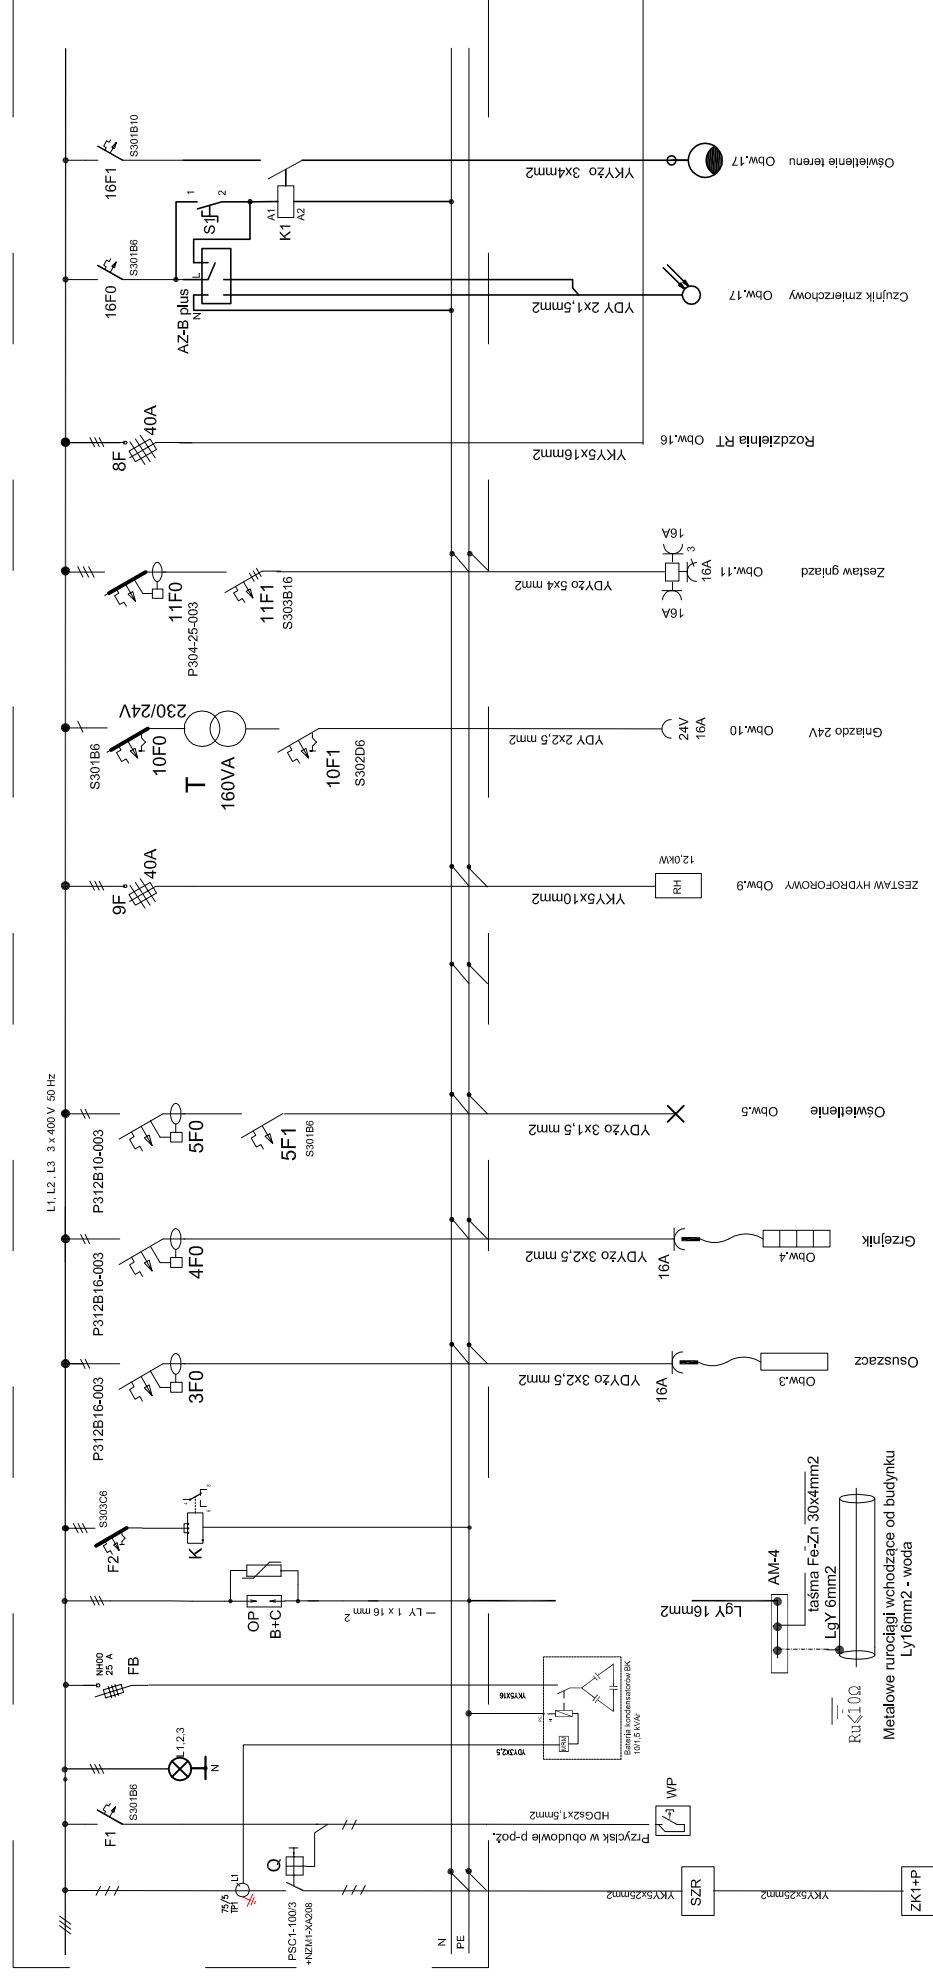 S301B10
16F1
1
2
S1
A1
A2
K1
YKYżo 3x4mm2
Obw.17
Oświetlenie terenu
S301B6
16F0
AZ-B plus
L
N
YDY 2x1,5mm2
Obw.17
Czujnik zmierzchowy
8F
40A
YKY5x16mm2
Obw.16
Rozdzielnia RT
11F0
P304-25-003
11F1
S303B16
YDYżo 5x4 mm2
16A
16A
3
16A
Obw.11
Zestaw gniazd
S301B6
10F0
230/24V
T
160VA
10F1
S302D6
YDY 2x2,5 mm2
24V
16A
Obw.10
Gniazdo 24V
9F
40A
YKY5x10mm2
RH
12,0kW
Obw.9
ZESTAW HYDROFOROWY
L1, L2 , L3 3 x 400 V 50 Hz
P312B10-003
5F0
5F1
S301B6
YDYżo 3x1,5 mm2
Obw.5
Oświetlenie
P312B16-003
4F0
YDYżo 3x2,5 mm2
16A
Obw.4
Grzejnik
P312B16-003
3F0
YDYżo 3x2,5 mm2
16A
Obw.3
Osuszacz
S303C6
F2
K
OP
B+C
LY 1 x 16 mm 2
LgY 16mm2
AM-4
taśma Fe-Zn 30x4mm2
LgY 6mm2
Ru<10Ω
Metalowe rurociągi wchodzące od budynku
Ly16mm2 - woda
NH00
25 A
FB
YKY5X16
YDY3X2,5
PE
MRM
Bateria kondensatorów BK
10/1,5 kVAr
L1,2,3
N
F1
S301B6
HDGs2x1,5mm2
Przycisk w obudowie p-poż.
WP
75/5
TP1
L1
Q
PSC1-100/3
+NZM1-XA208
N
PE
YKY5x25mm2
SZR
YKY5x25mm2
ZK1+P